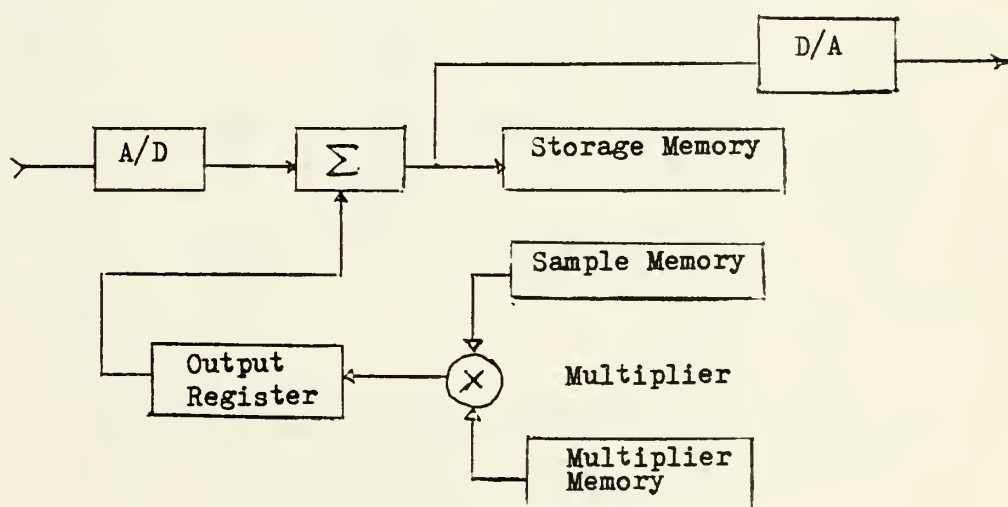 D/A
A/D
Σ
Storage Memory
Sample Memory
Output
Register
×
Multiplier
Multiplier
Memory